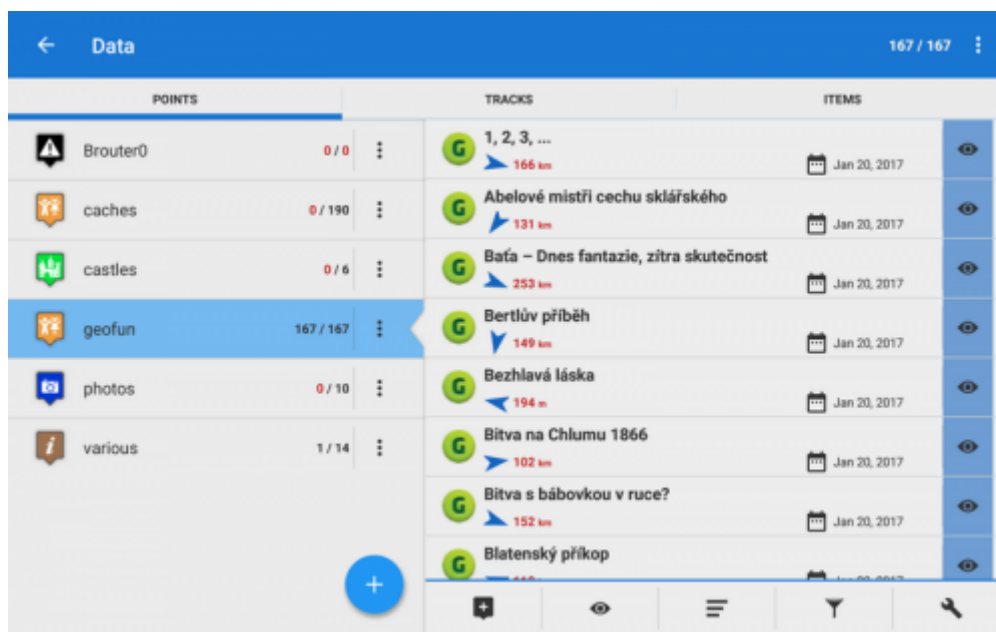 Data
167 / 167
POINTS
TRACKS
ITEMS
Brouter0
0 / 0
caches
0 / 190
castles
0 / 6
geofun
167 / 167
photos
0 / 10
various
1 / 14
G
1, 2, 3, ...
166 km
Jan 20, 2017
G
Abelové mistři cechu sklářského
131 km
Jan 20, 2017
G
Baťa – Dnes fantazie, zítra skutečnost
253 km
Jan 20, 2017
G
Bertlův příběh
149 km
Jan 20, 2017
G
Bezhlavá láska
194 m
Jan 20, 2017
G
Bitva na Chlumu 1866
102 km
Jan 20, 2017
G
Bitva s bábovkou v ruce?
152 km
Jan 20, 2017
G
Blatenský příkop